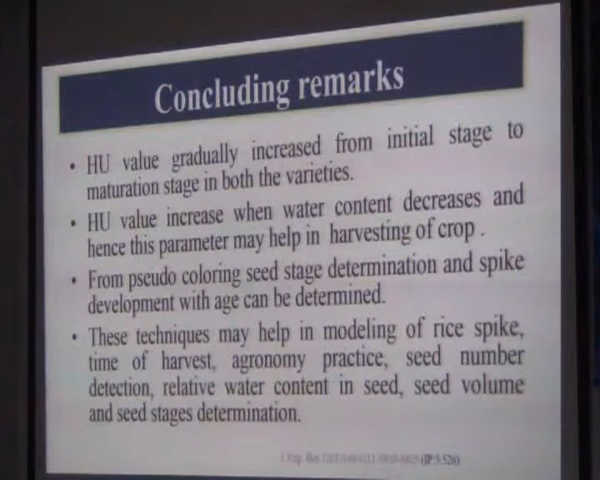 Concluding remarks
• HU value gradually increased from initial stage to
maturation stage in both the varieties.
• HU value increase when water content decreases and
hence this parameter may help in harvesting of crop .
• From pseudo coloring seed stage determination and spike
development with age can be determined.
• These techniques may help in modeling of rice spike,
time of harvest, agronomy practice, seed number
detection, relative water content in seed, seed volume
and seed stages determination.
(IP:5.526)